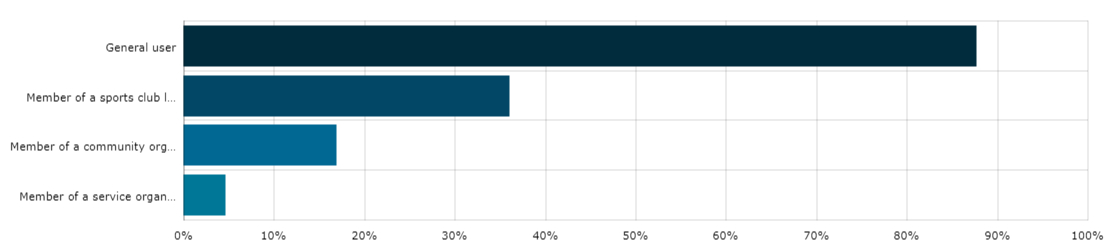 General user
Member of a sports club l...
Member of a community org...
Member of a service organ...
0% 10% 20% 30% 40% 50% 60% 70% 80% 90% 100%